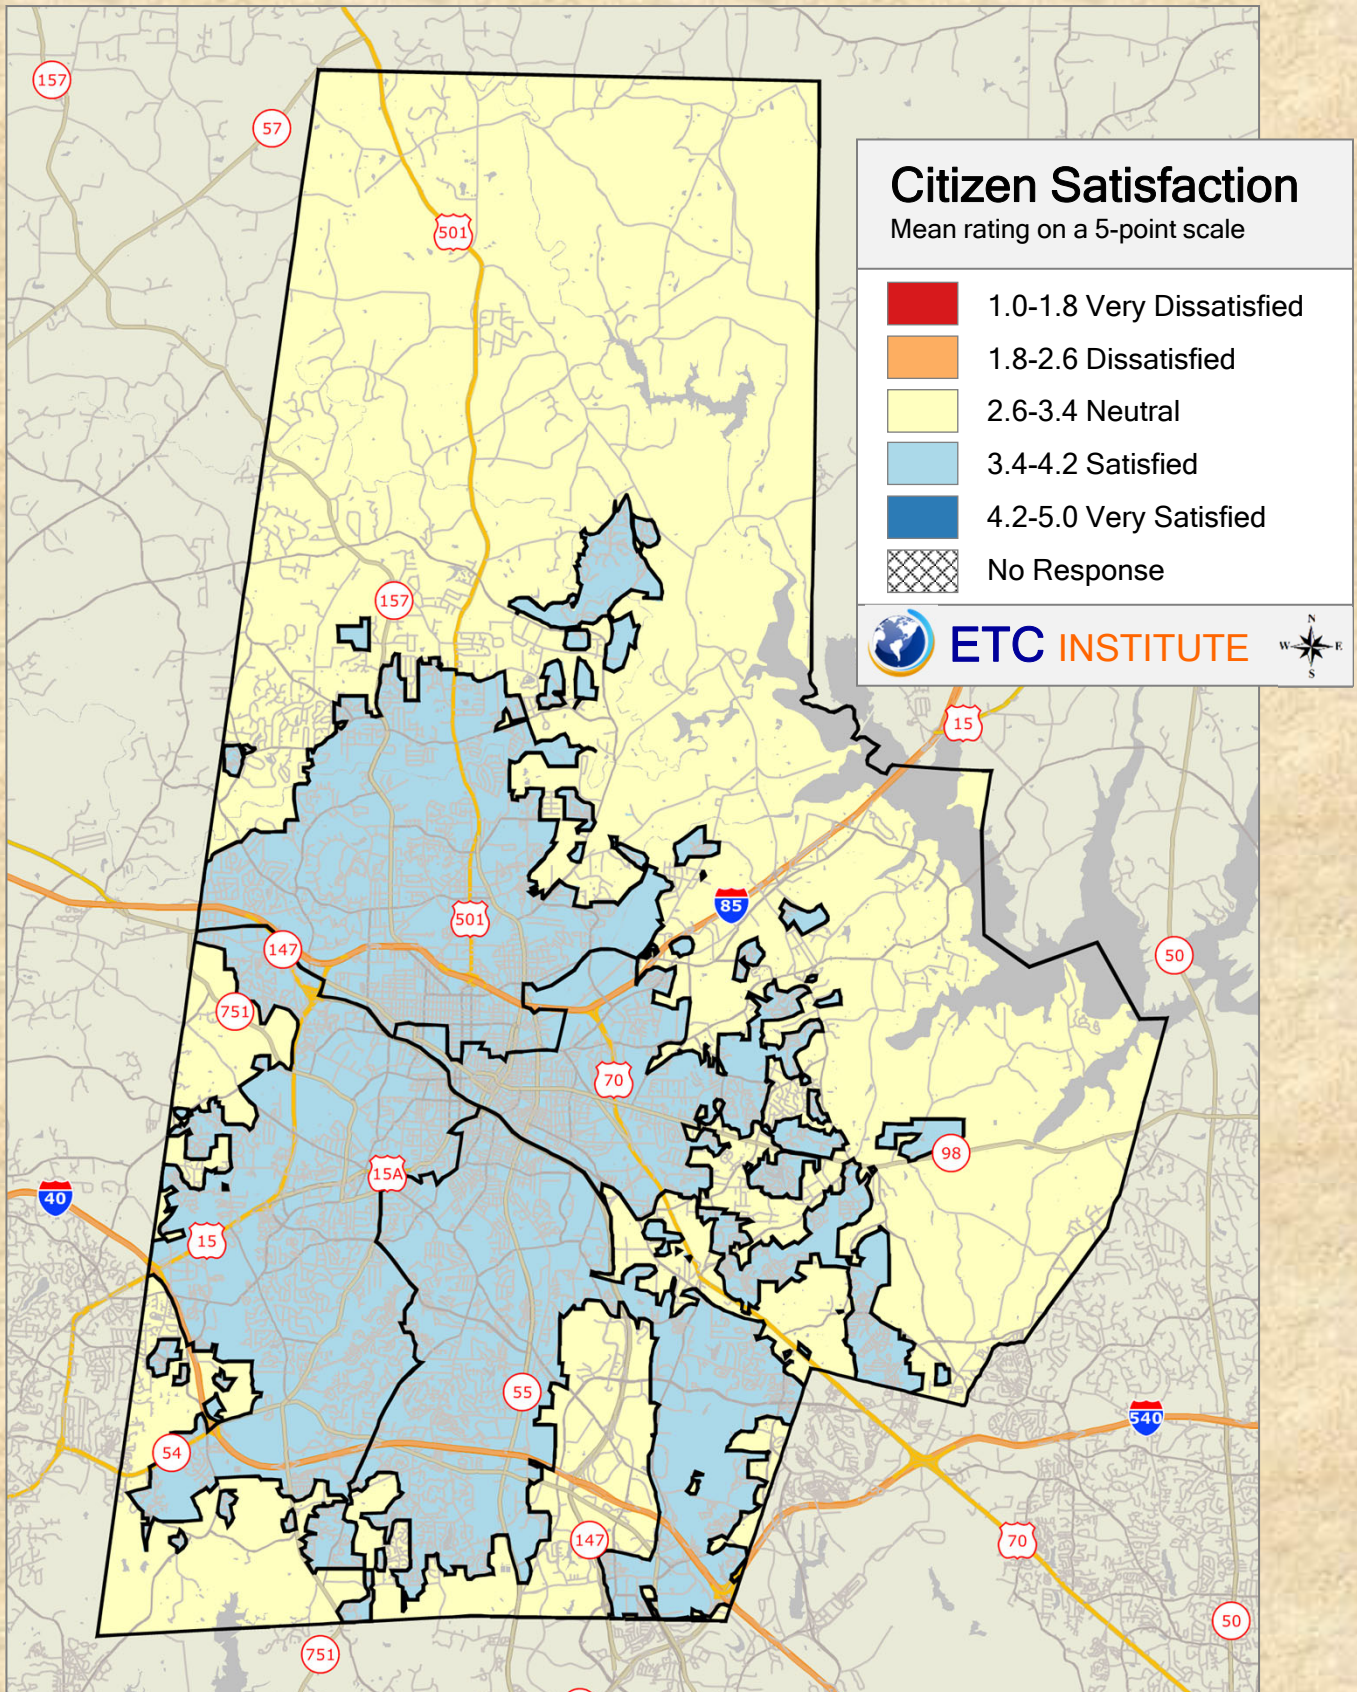 157
57
501
Citizen Satisfaction
Mean rating on a 5-point scale
1.0-1.8 Very Dissatisfied
1.8-2.6 Dissatisfied
2.6-3.4 Neutral
3.4-4.2 Satisfied
4.2-5.0 Very Satisfied
No Response
ETC INSTITUTE
N
W E
S
157
15
85
501
147
50
751
70
98
15A
40
15
55
540
54
147
70
50
751